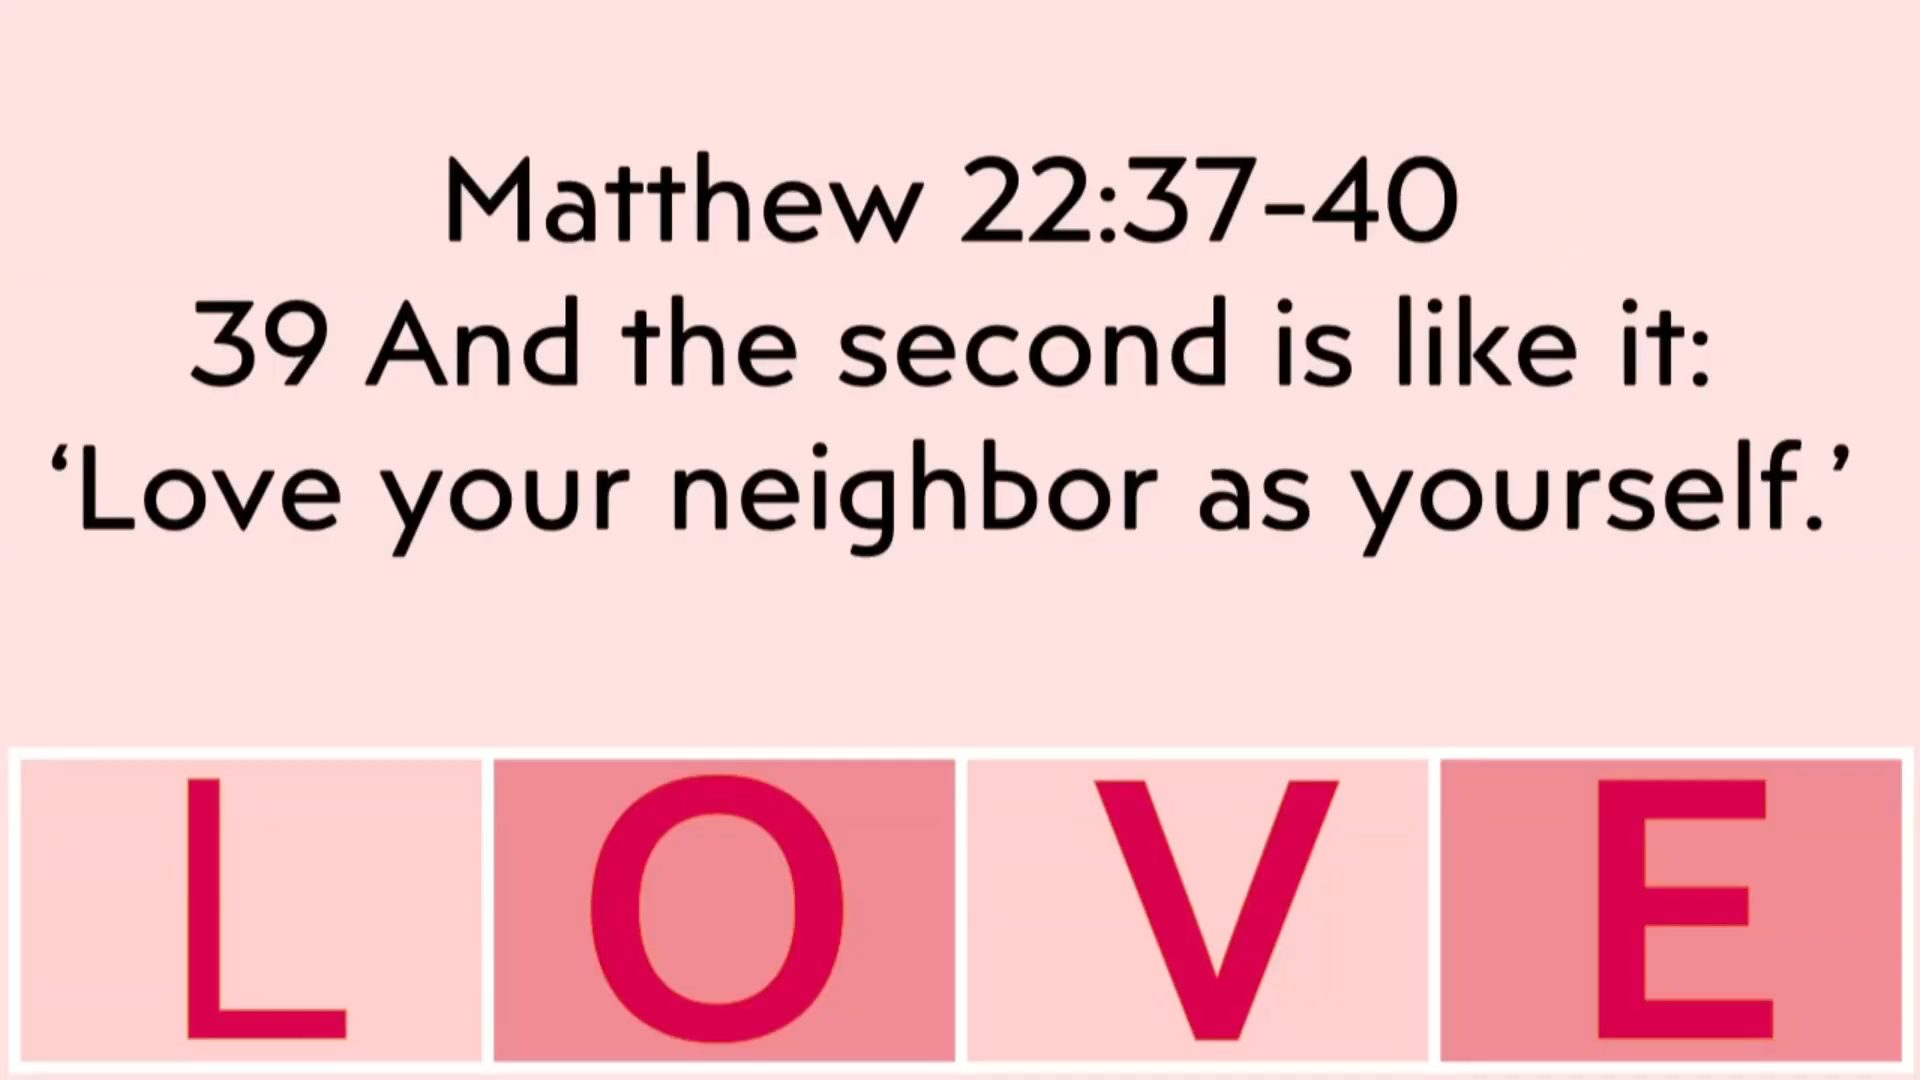 Matthew 22:37-40
39 And the second is like it:
‘Love your neighbor as yourself.’
LOVE